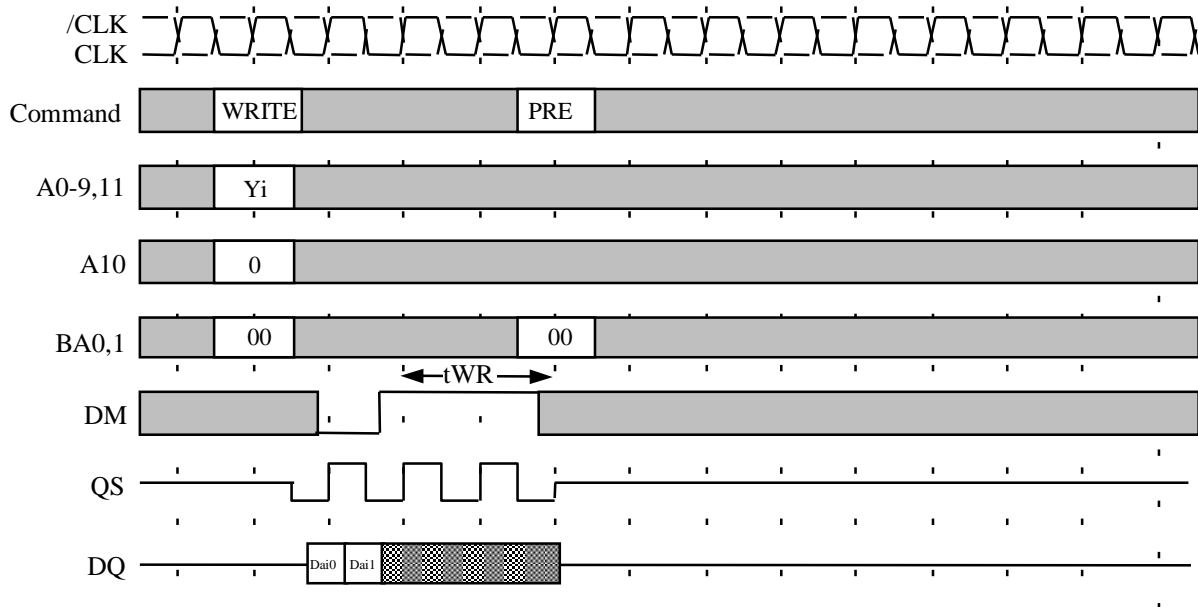 /CLK
CLK
Command WRITE PRE
A0-9,11 Yi
A10 0
BA0,1 00 00
tWR
DM
QS
DQ Dai0 Dai1